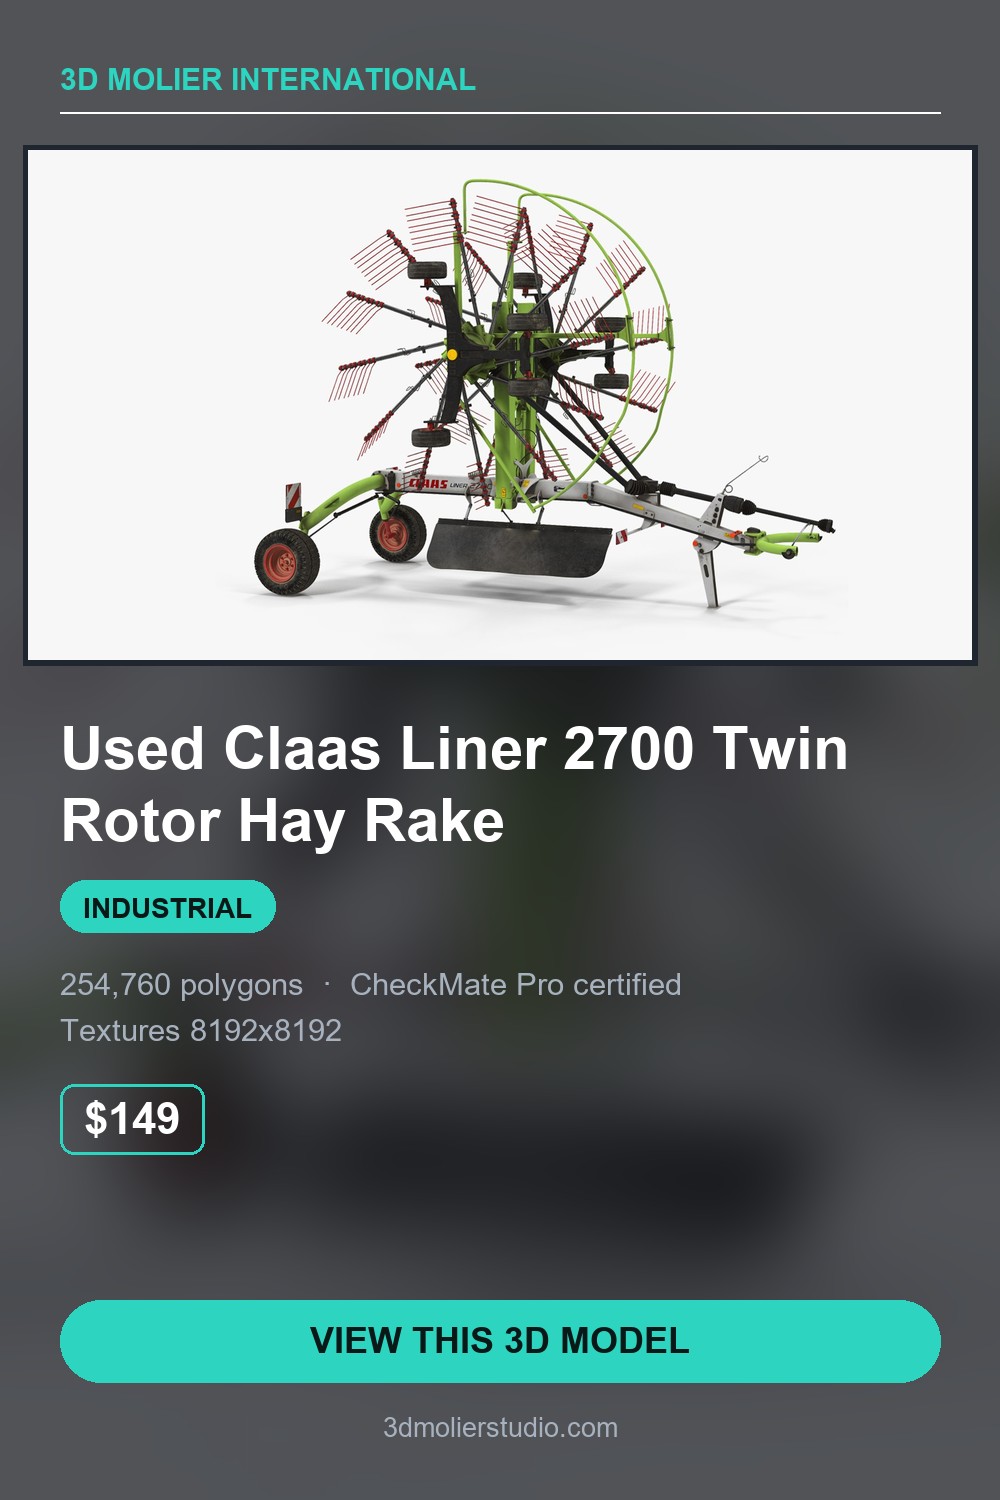 3D MOLIER INTERNATIONAL
CLAAS LINER
Used Claas Liner 2700 Twin
Rotor Hay Rake
INDUSTRIAL
254,760 polygons · CheckMate Pro certified
Textures 8192x8192
$149
VIEW THIS 3D MODEL
3dmolierstudio.com